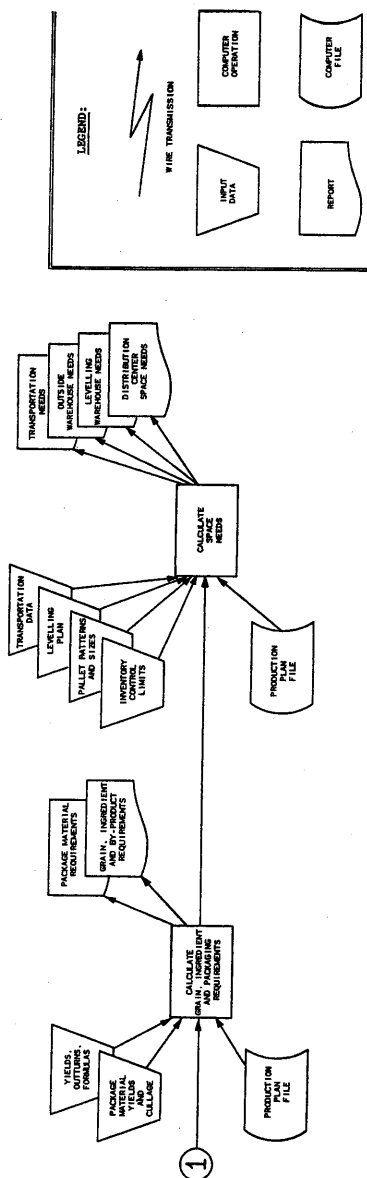 YIELDS,
OUTTURNS,
FORMULAS
PACKAGE
MATERIAL
YIELDS
AND
CULLAGE
1
CALCULATE
GRAIN, INGREDIENT
AND PACKAGING
REQUIREMENTS
PACKAGE MATERIAL
REQUIREMENTS
GRAIN, INGREDIENT
AND BY-PRODUCT
REQUIREMENTS
PRODUCTION
PLAN
FILE
TRANSPORTATION
DATA
LEVELLING
PLAN
PALLET PATTERNS
AND SIZES
INVENTORY
CONTROL
LIMITS
CALCULATE
SPACE
NEEDS
TRANSPORTATION
NEEDS
OUTSIDE
WAREHOUSE NEEDS
LEVELLING
WAREHOUSE NEEDS
DISTRIBUTION
CENTER
SPACE NEEDS
PRODUCTION
PLAN
FILE
LEGEND:
WIRE TRANSMISSION
INPUT
DATA
COMPUTER
OPERATION
REPORT
COMPUTER
FILE